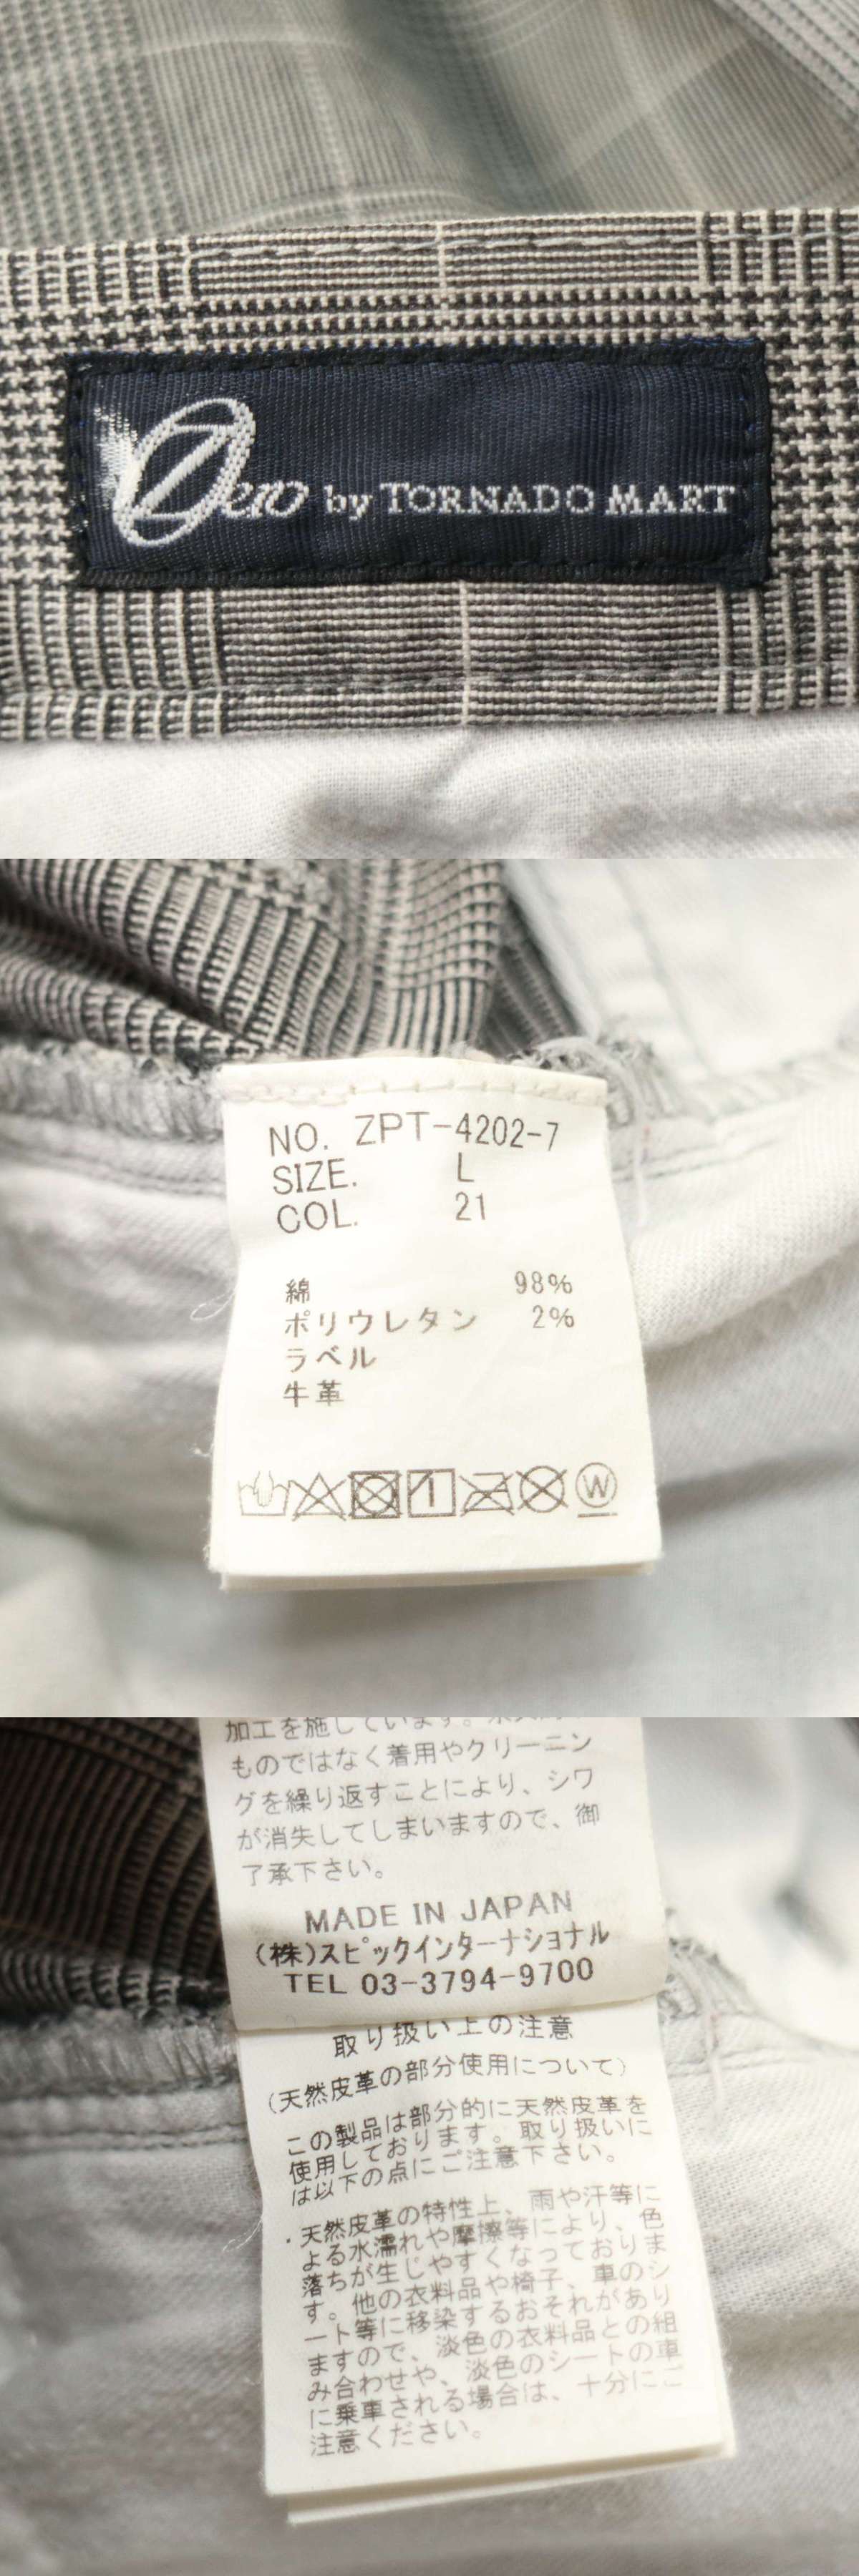 Zero by TORNADO MART
NO. ZPT-4202-7
SIZE. L
COL. 21
綿 98%
ポリウレタン 2%
ラベル
牛革
W
加工を施しています。
ものではなく着用やクリーニン
グを繰り返すことにより、シワ
が消失してしまいますので、御
了承下さい。
MADE IN JAPAN
(株)スピックインターナショナル
TEL 03-3794-9700
取り扱い上の注意
(天然皮革の部分使用について)
この製品は部分的に天然皮革を
使用しております。取り扱いに
は以下の点にご注意下さい。
・天然皮革の特性上、雨や汗等に
よる水濡れや摩擦等により、色
落ちが生じやすくなっておりま
す。他の衣料品や椅子、車のシ
ート等に移染するおそれがあり
ますので、淡色の衣料品との組
み合わせや、淡色のシートの車
に乗車される場合は、十分にご
注意ください。